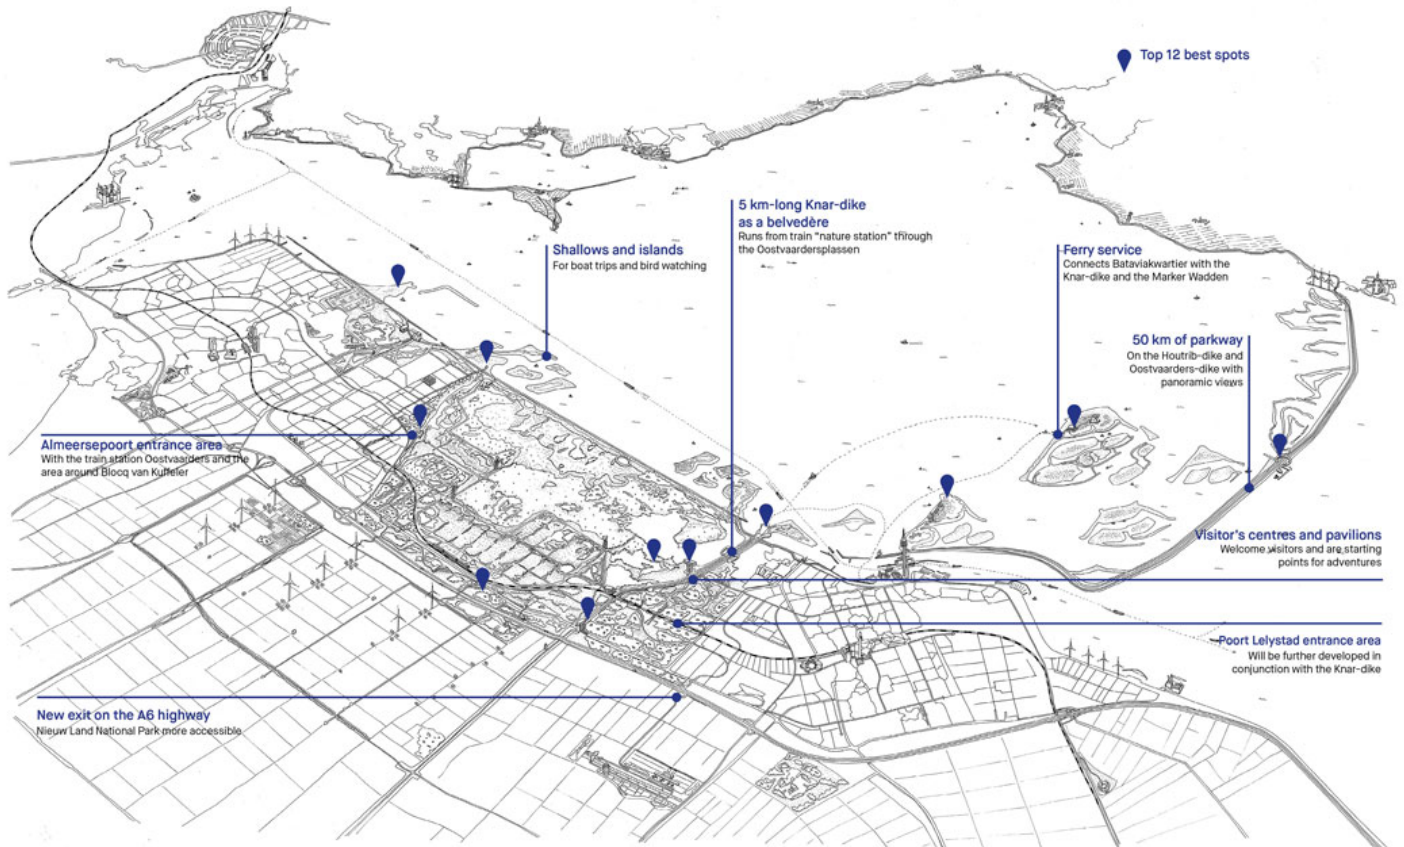 Top 12 best spots
5 km-long Knar-dike
as a belvedère
Runs from train "nature station" through
the Oostvaardersplassen
Shallows and islands
For boat trips and bird watching
Ferry service
Connects Bataviakwartier with the
Knar-dike and the Marker Wadden
50 km of parkway
On the Houtrib-dike and
Oostvaarders-dike with
panoramic views
Almeersepoort entrance area
With the train station Oostvaarders and the
area around Blocq van Kuffeler
Visitor's centres and pavilions
Welcome visitors and are starting
points for adventures
Poort Lelystad entrance area
Will be further developed in
conjunction with the Knar-dike
New exit on the A6 highway
Nieuw Land National Park more accessible